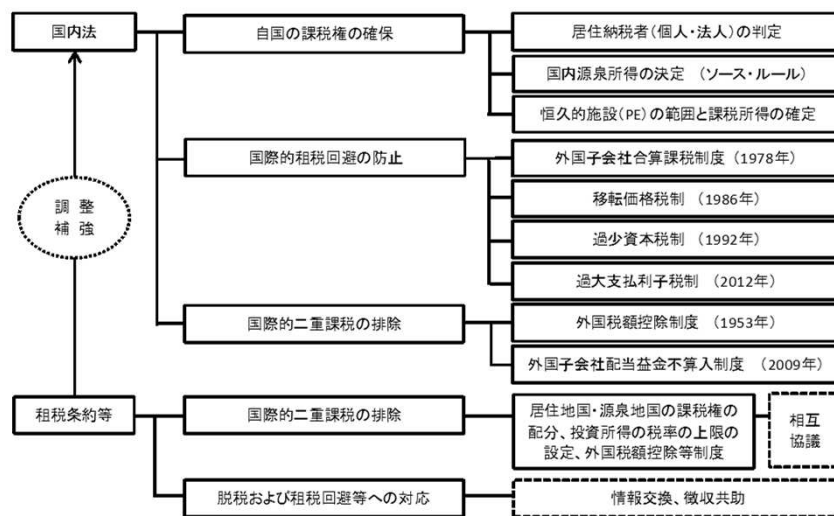 国内法
自国の課税権の確保
居住納税者(個人・法人)の判定
国内源泉所得の決定 (ソース・ルール)
恒久的施設(PE)の範囲と課税所得の確定
国際的租税回避の防止
外国子会社合算課税制度 (1978年)
移転価格税制 (1986年)
過少資本税制 (1992年)
過大支払利子税制 (2012年)
国際的二重課税の排除
外国税額控除制度 (1953年)
外国子会社配当益金不算入制度 (2009年)
調 整
補 強
租税条約等
国際的二重課税の排除
居住地国・源泉地国の課税権の
配分、投資所得の税率の上限の
設定、外国税額控除等制度
相互
協議
脱税および租税回避等への対応
情報交換、徴収共助